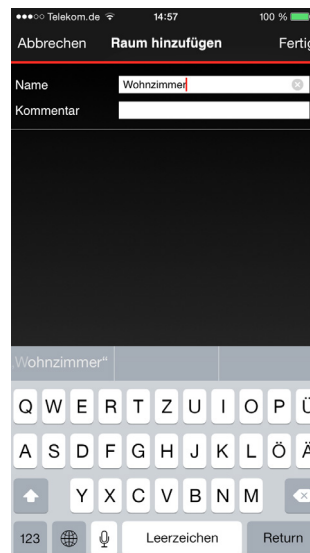 Telekom.de 14:57 100 %
Abbrechen Raum hinzufügen Fertig
Name Wohnzimmer
Kommentar
„Wohnzimmer“
Q W E R T Z U I O P Ü
A S D F G H J K L Ö Ä
Y X C V B N M
123 Leerzeichen Return